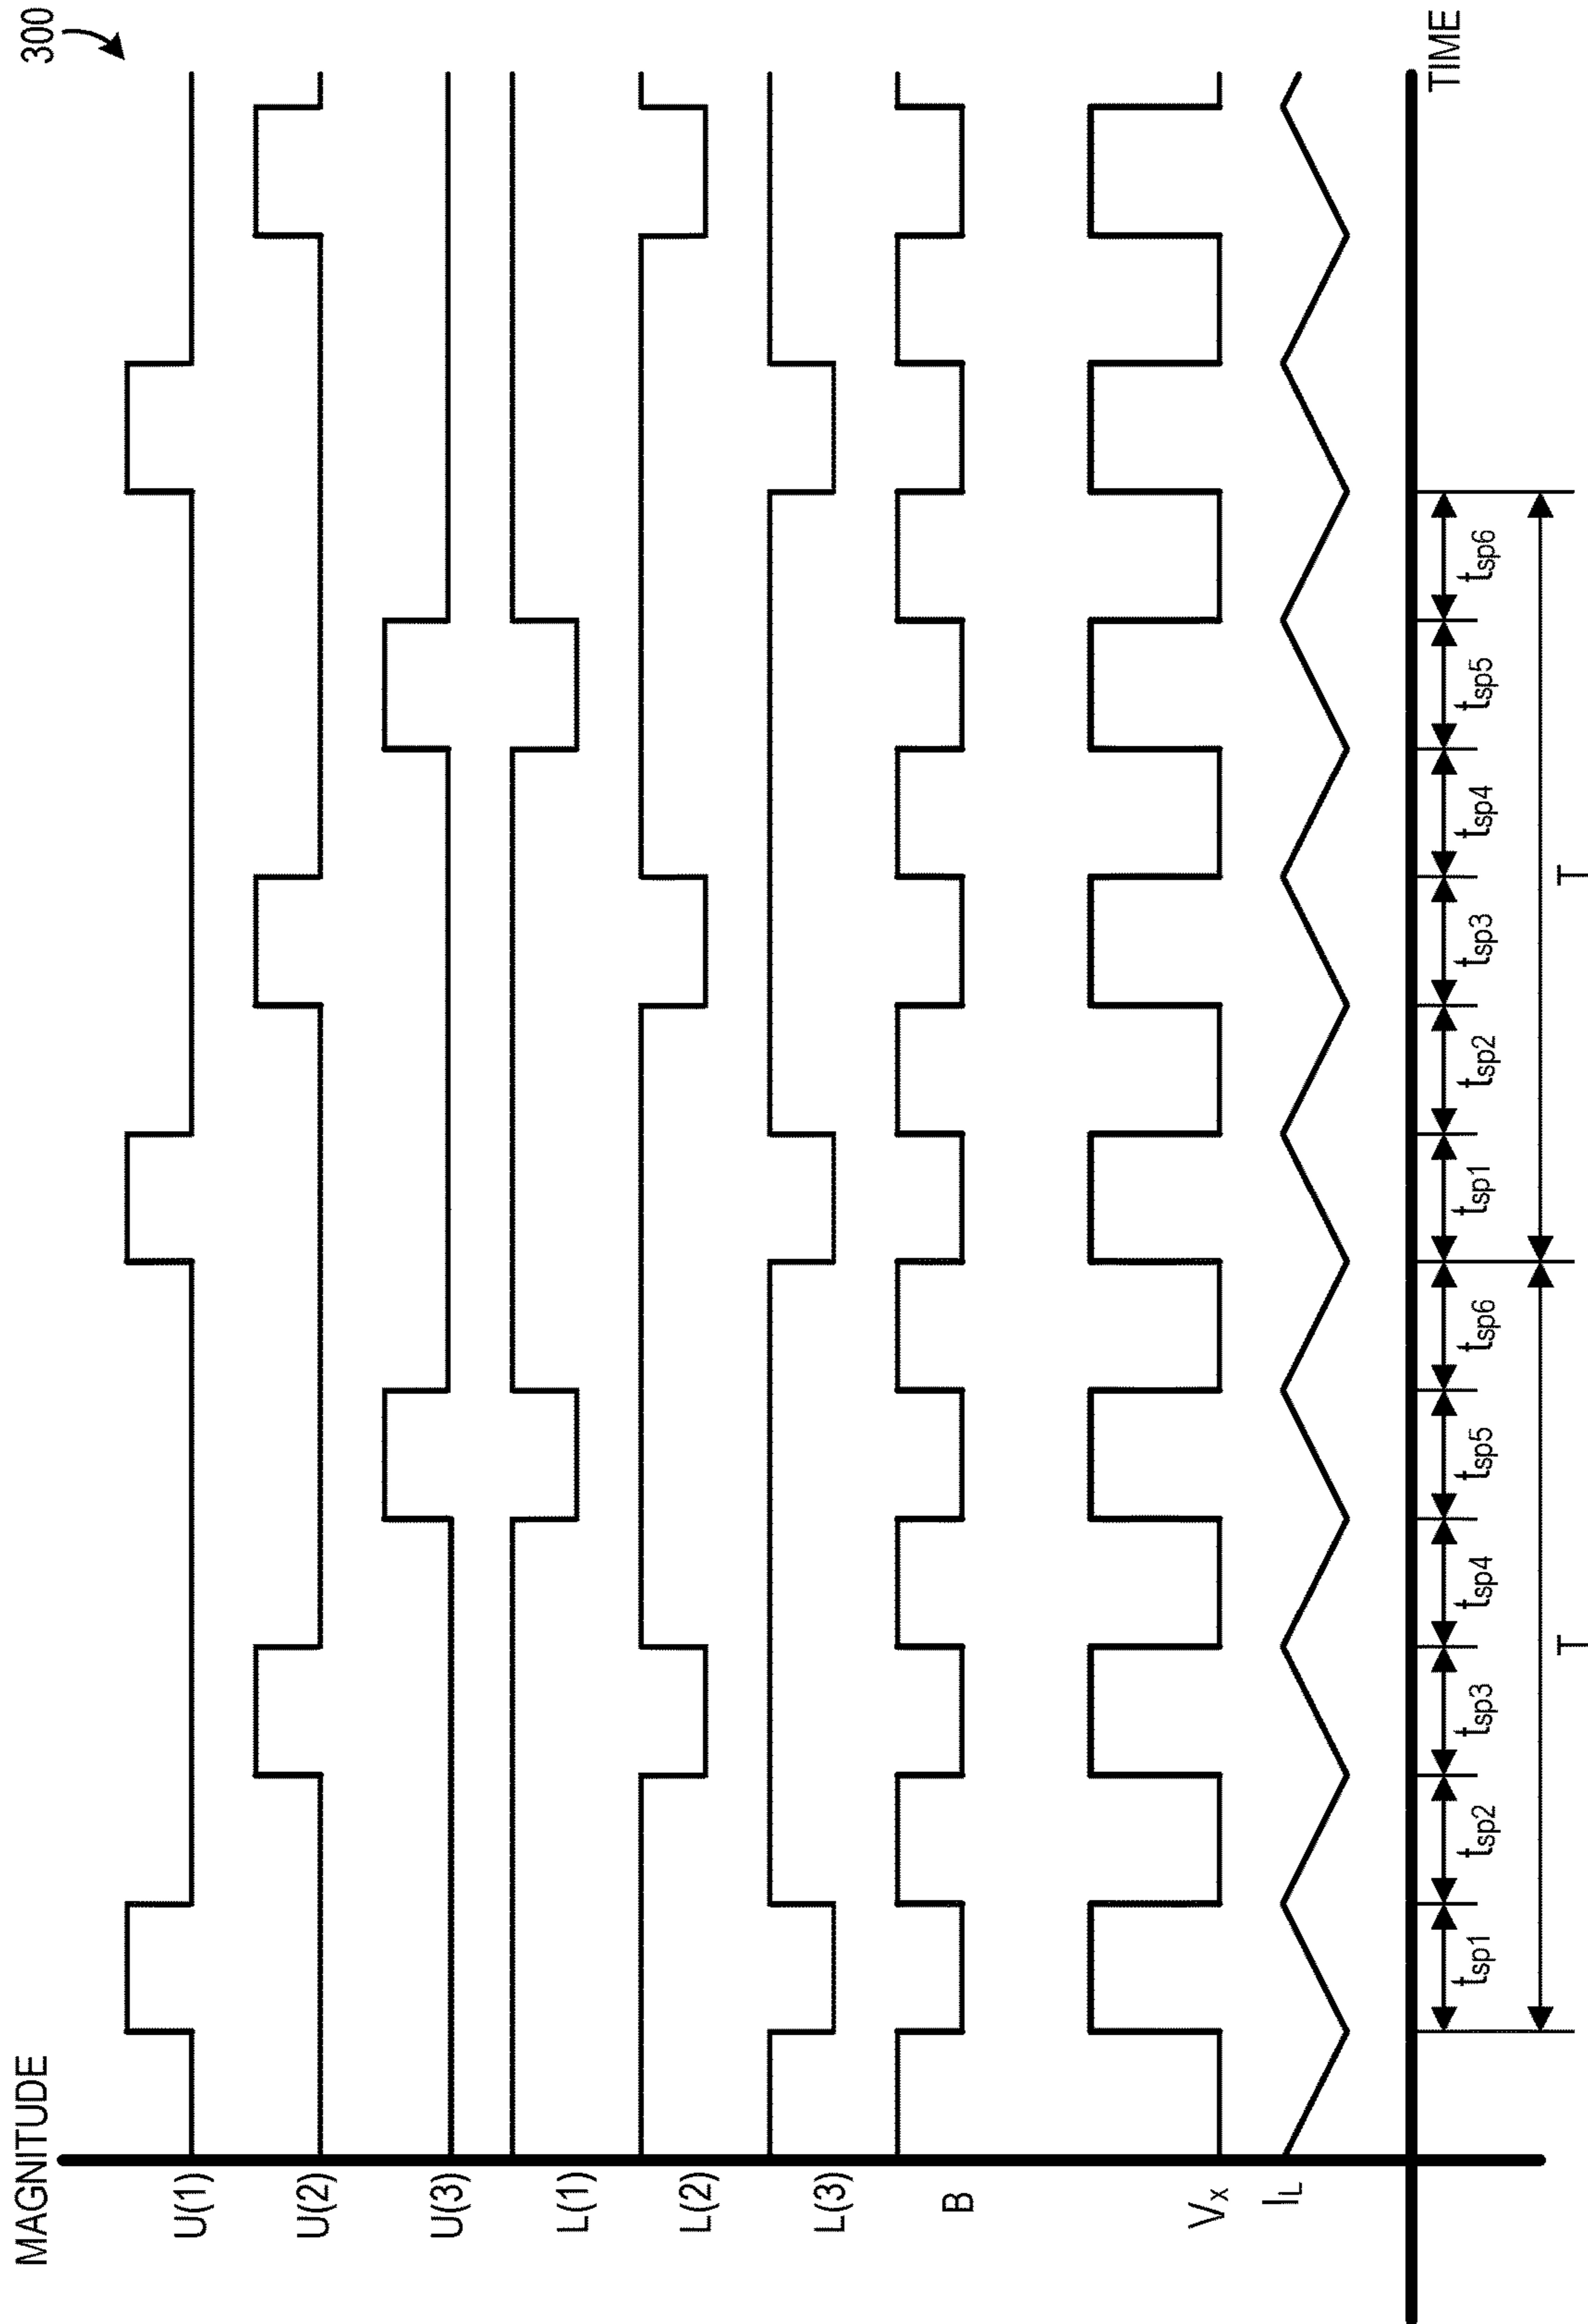 300
MAGNITUDE
U(1)
U(2)
U(3)
L(1)
L(2)
L(3)
B
Vx
IL
TIME
tsp1 tsp2 tsp3 tsp4 tsp5 tsp6 tsp1 tsp2 tsp3 tsp4 tsp5 tsp6
T T